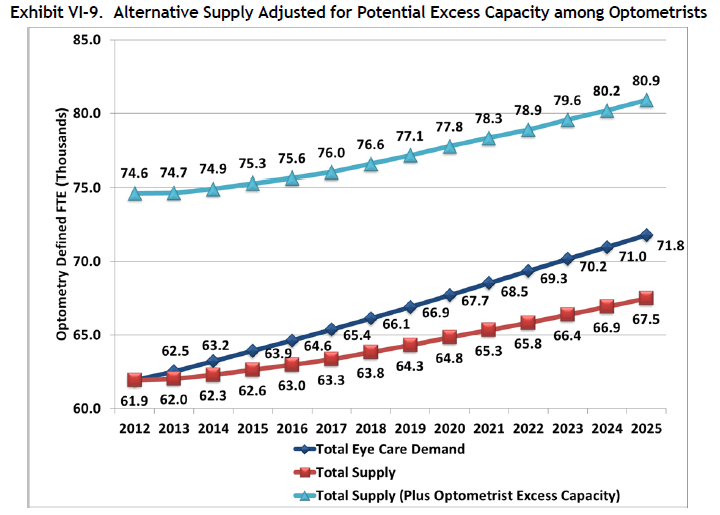 Exhibit VI-9. Alternative Supply Adjusted for Potential Excess Capacity among Optometrists
85.0
80.0
75.0
70.0
65.0
60.0
Optometry Defined FTE (Thousands)
74.6 74.7 74.9 75.3 75.6 76.0 76.6 77.1 77.8 78.3 78.9 79.6 80.2 80.9
62.5 63.2 63.9 64.6 65.4 66.1 66.9 67.7 68.5 69.3 70.2 71.0 71.8
61.9 62.0 62.3 62.6 63.0 63.3 63.8 64.3 64.8 65.3 65.8 66.4 66.9 67.5
2012 2013 2014 2015 2016 2017 2018 2019 2020 2021 2022 2023 2024 2025
Total Eye Care Demand
Total Supply
Total Supply (Plus Optometrist Excess Capacity)